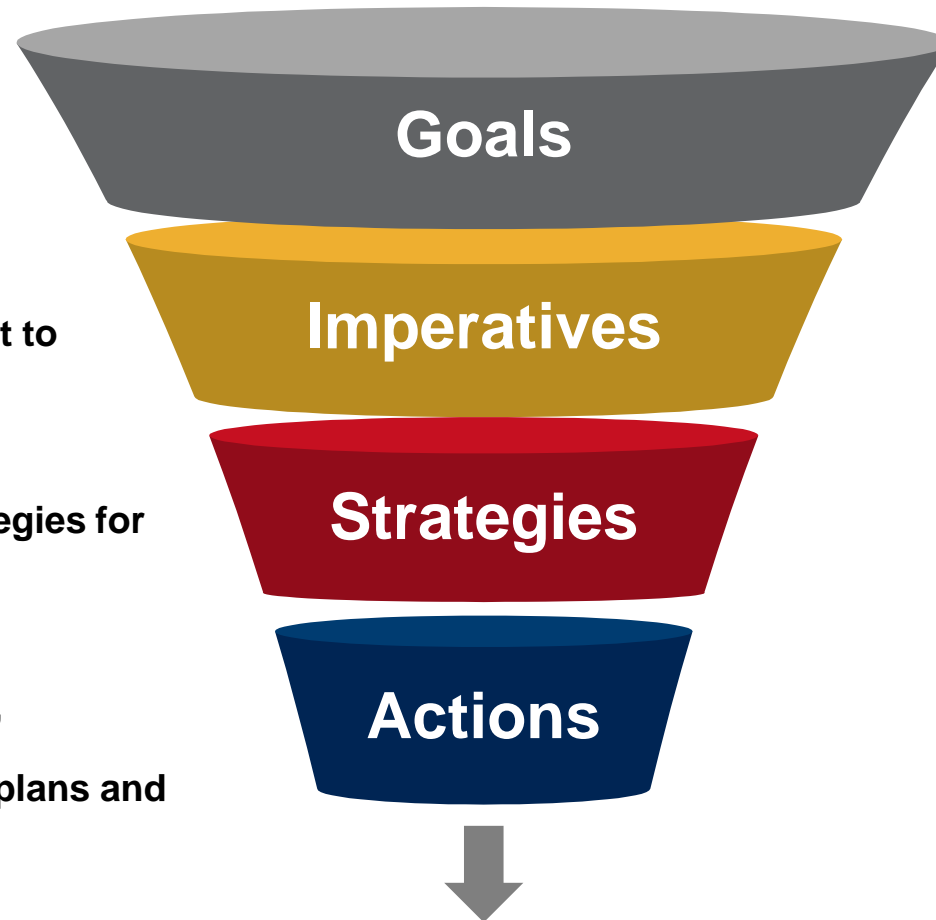 Goals
Imperatives
t to
Strategies
egies for
Actions
plans and